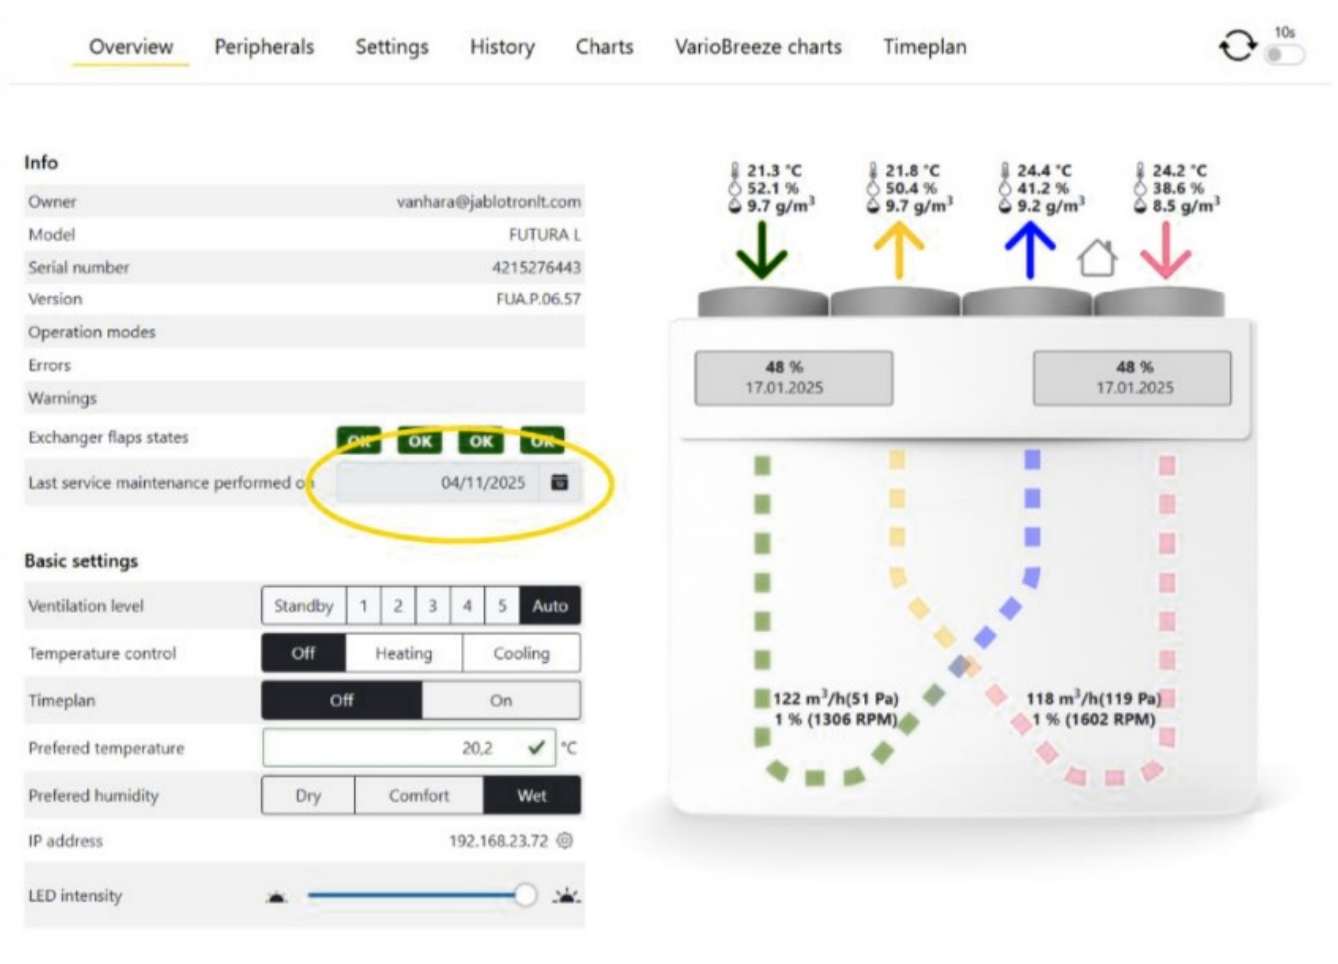 Overview Peripherals Settings History Charts VarioBreeze charts Timeplan 10s
Info
Owner vanhara@jablotronlt.com
Model FUTURA L
Serial number 4215276443
Version FUA.P.06.57
Operation modes
Errors
Warnings
Exchanger flaps states OK OK OK OK
Last service maintenance performed on 04/11/2025
Basic settings
Ventilation level Standby 1 2 3 4 5 Auto
Temperature control Off Heating Cooling
Timeplan Off On
Prefered temperature 20,2 °C
Prefered humidity Dry Comfort Wet
IP address 192.168.23.72
LED intensity
21.3 °C 21.8 °C 24.4 °C 24.2 °C
52.1 % 50.4 % 41.2 % 38.6 %
9.7 g/m³ 9.7 g/m³ 9.2 g/m³ 8.5 g/m³
48 % 48 %
17.01.2025 17.01.2025
122 m³/h(51 Pa) 118 m³/h(119 Pa)
1 % (1306 RPM) 1 % (1602 RPM)